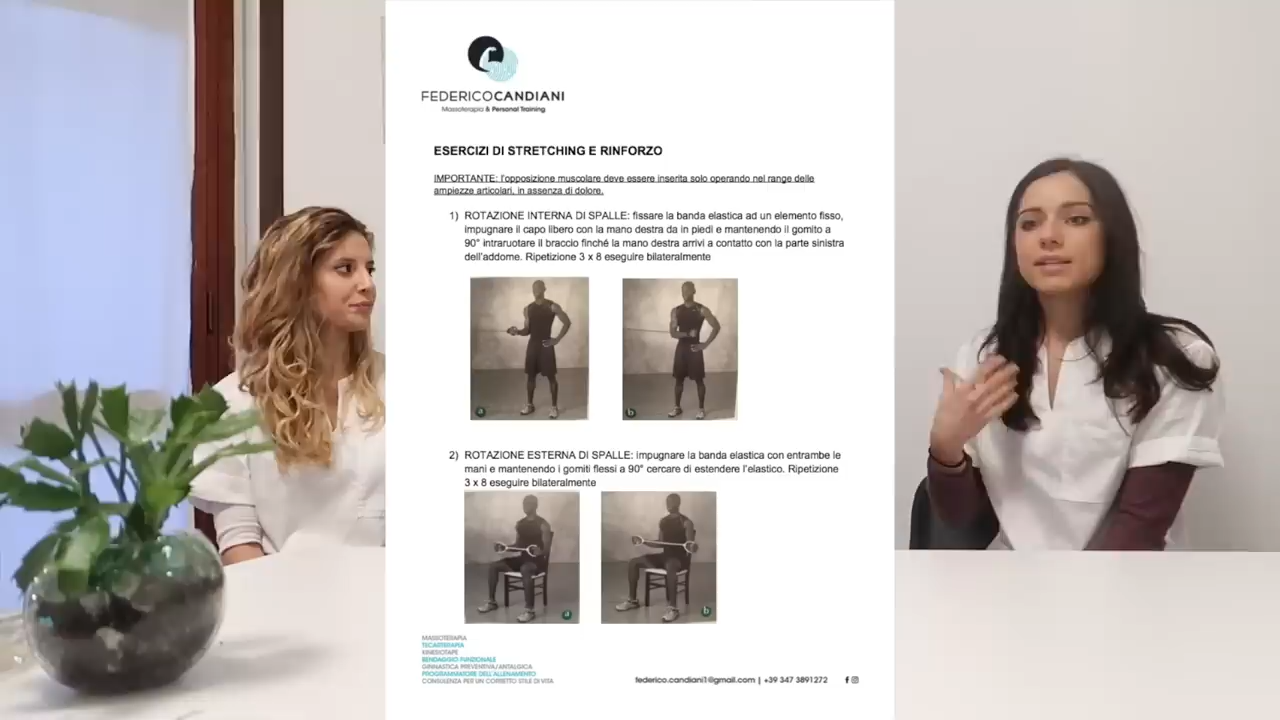 FEDERICOCANDIANI
Massoterapia & Personal Training
ESERCIZI DI STRETCHING E RINFORZO
IMPORTANTE: l'opposizione muscolare deve essere inserita solo operando nel range delle
ampiezze articolari, in assenza di dolore.
1) ROTAZIONE INTERNA DI SPALLE: fissare la banda elastica ad un elemento fisso,
impugnare il capo libero con la mano destra da in piedi e mantenendo il gomito a
90° intraruotare il braccio finché la mano destra arrivi a contatto con la parte sinistra
dell'addome. Ripetizione 3 x 8 eseguire bilateralmente
a
b
2) ROTAZIONE ESTERNA DI SPALLE: impugnare la banda elastica con entrambe le
mani e mantenendo i gomiti flessi a 90° cercare di estendere l'elastico. Ripetizione
3 x 8 eseguire bilateralmente
a
b
MASSOTERAPIA
TECARTERAPIA
KINESIOTAPE
BENDAGGIO FUNZIONALE
GINNASTICA PREVENTIVA/ANTALGICA
PROGRAMMATORE DELL'ALLENAMENTO
CONSULENZA PER UN CORRETTO STILE DI VITA
federico.candiani1@gmail.com | +39 347 3891272